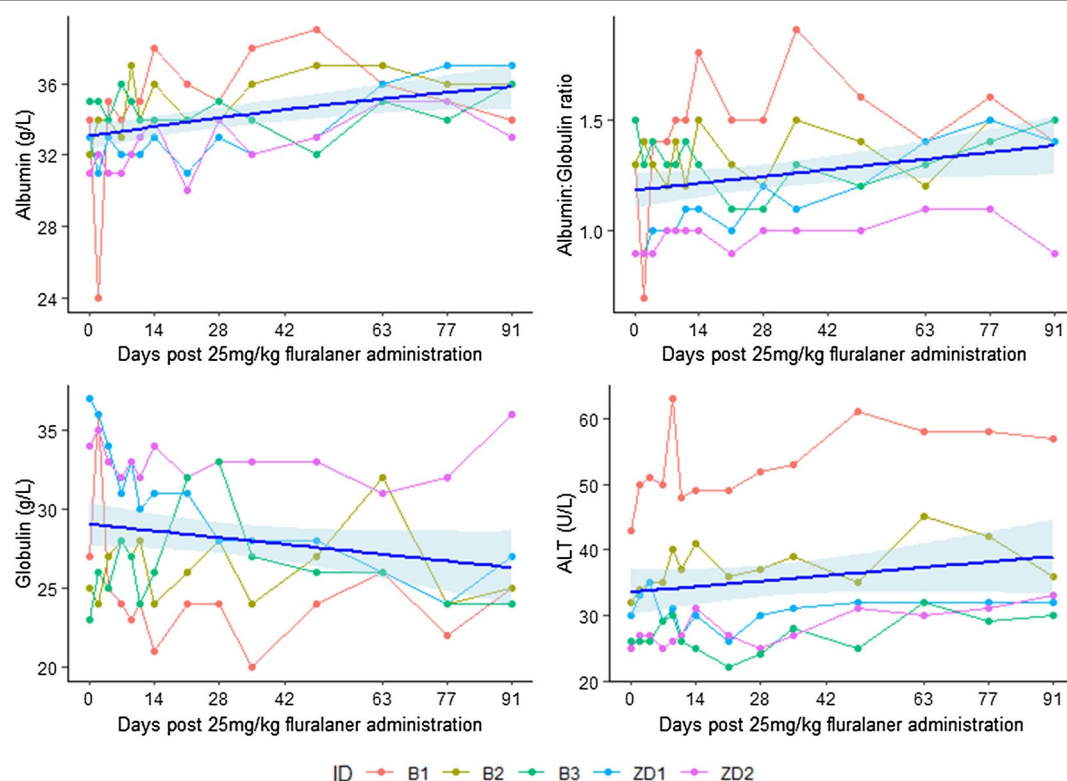 Albumin (g/L)
36
32
28
24
0 14 28 42 63 77 91
Days post 25mg/kg fluralaner administration
Albumin:Globulin ratio
1.5
1.0
0 14 28 42 63 77 91
Days post 25mg/kg fluralaner administration
Globulin (g/L)
35
30
25
20
0 14 28 42 63 77 91
Days post 25mg/kg fluralaner administration
ALT (U/L)
60
50
40
30
20
0 14 28 42 63 77 91
Days post 25mg/kg fluralaner administration
ID B1 B2 B3 ZD1 ZD2